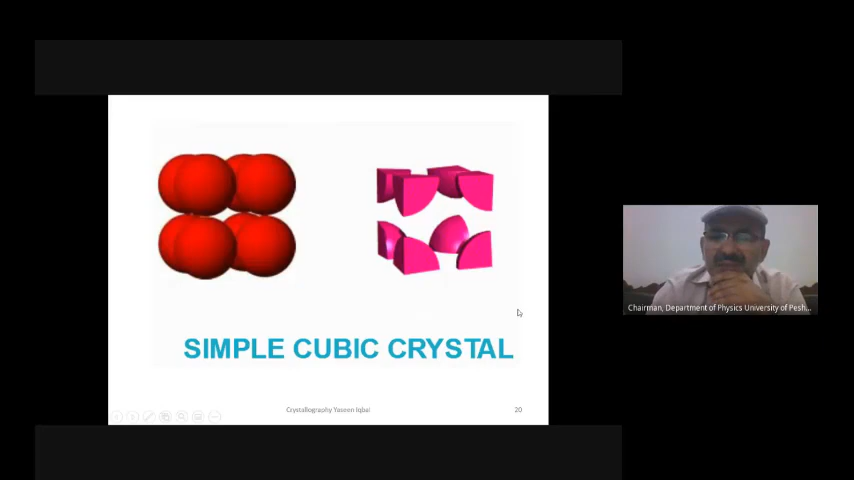 SIMPLE CUBIC CRYSTAL
Crystallography Yaseen Iqbal
20
Chairman, Department of Physics University of Pesh...